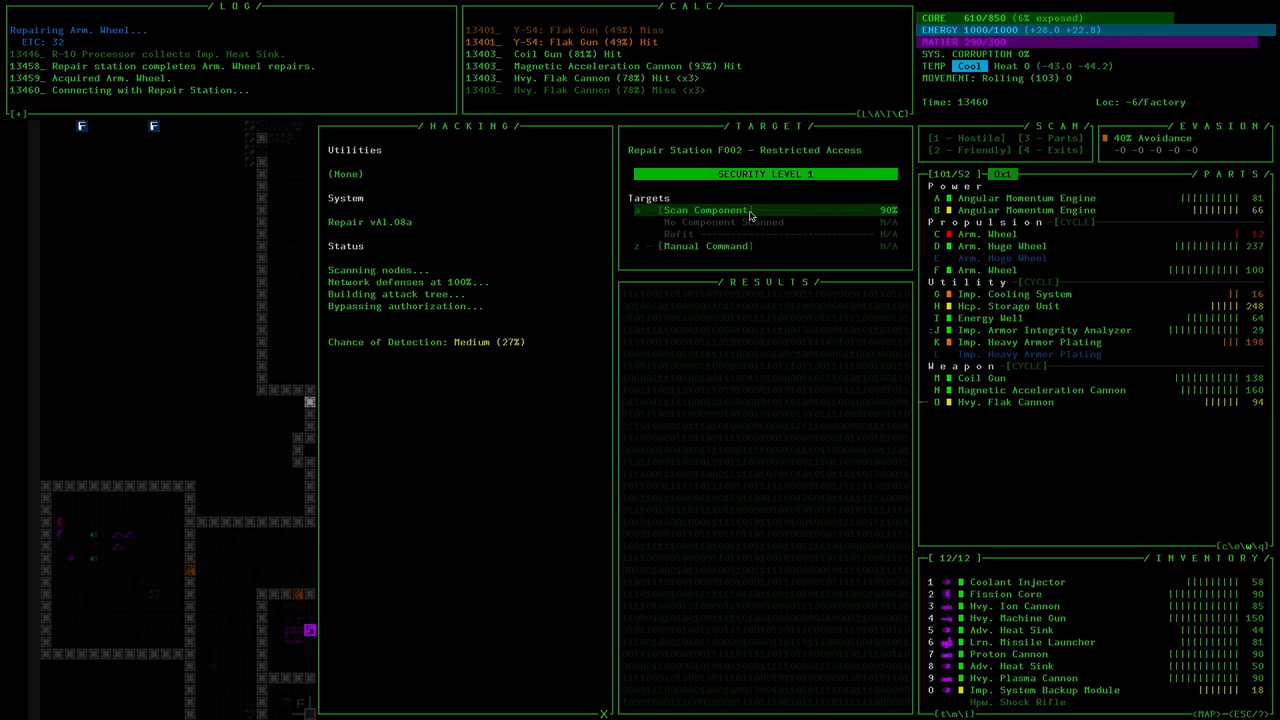 / L O G /
Repairing Arm. Wheel...
ETC: 32
13446_ R-10 Processor collects Imp. Heat Sink.
13458_ Repair station completes Arm. Wheel repairs.
13459_ Acquired Arm. Wheel.
13460_ Connecting with Repair Station...
[+]
/ C A L C /
13401_ Y-54: Flak Gun (49%) Miss
13401_ Y-54: Flak Gun (49%) Hit
13403_ Coil Gun (81%) Hit
13403_ Magnetic Acceleration Cannon (93%) Hit
13403_ Hvy. Flak Cannon (78%) Hit <x3>
13403_ Hvy. Flak Cannon (78%) Miss <x3>
[L\A\I\C]
CORE 610/850 (6% exposed)
ENERGY 1000/1000 (+28.0 +22.8)
MATTER 290/300
SYS. CORRUPTION 0%
TEMP Cool Heat 0 (-43.0 -44.2)
MOVEMENT: Rolling (103) 0
Time: 13460 Loc: -6/Factory
/ S C A N /
[1 - Hostile] [3 - Parts]
[2 - Friendly] [4 - Exits]
/ E V A S I O N /
40% Avoidance
-0 -0 -0 -0 -0
F F
/ H A C K I N G /
Utilities
(None)
System
Repair vA1.08a
Status
Scanning nodes...
Network defenses at 100%...
Building attack tree...
Bypassing authorization...
Chance of Detection: Medium (27%)
X
/ T A R G E T /
Repair Station F002 - Restricted Access
SECURITY LEVEL 1
Targets
a - [Scan Component] 90%
No Component Scanned N/A
Refit N/A
z - [Manual Command] N/A
/ R E S U L T S /
[101/52 ] 0x1 / P A R T S /
P o w e r
A Angular Momentum Engine 81
B Angular Momentum Engine 66
P r o p u l s i o n [CYCLE]
C Arm. Wheel 12
D Arm. Huge Wheel 237
E Arm. Huge Wheel
F Arm. Wheel 100
U t i l i t y [CYCLE]
G Imp. Cooling System 16
H Hcp. Storage Unit 248
I Energy Well 64
:J Imp. Armor Integrity Analyzer 29
K Imp. Heavy Armor Plating 198
L Imp. Heavy Armor Plating
W e a p o n [CYCLE]
M Coil Gun 138
N Magnetic Acceleration Cannon 160
O Hvy. Flak Cannon 94
[c\e\w\q]
[ 12/12 ] / I N V E N T O R Y /
1 Coolant Injector 58
2 Fission Core 90
3 Hvy. Ion Cannon 85
4 Hvy. Machine Gun 150
5 Adv. Heat Sink 44
6 Lrn. Missile Launcher 81
7 Proton Cannon 90
8 Adv. Heat Sink 50
9 Hvy. Plasma Cannon 90
0 Imp. System Backup Module 18
Hpw. Shock Rifle
[t\m\i] <MAP>-<ESC/?>